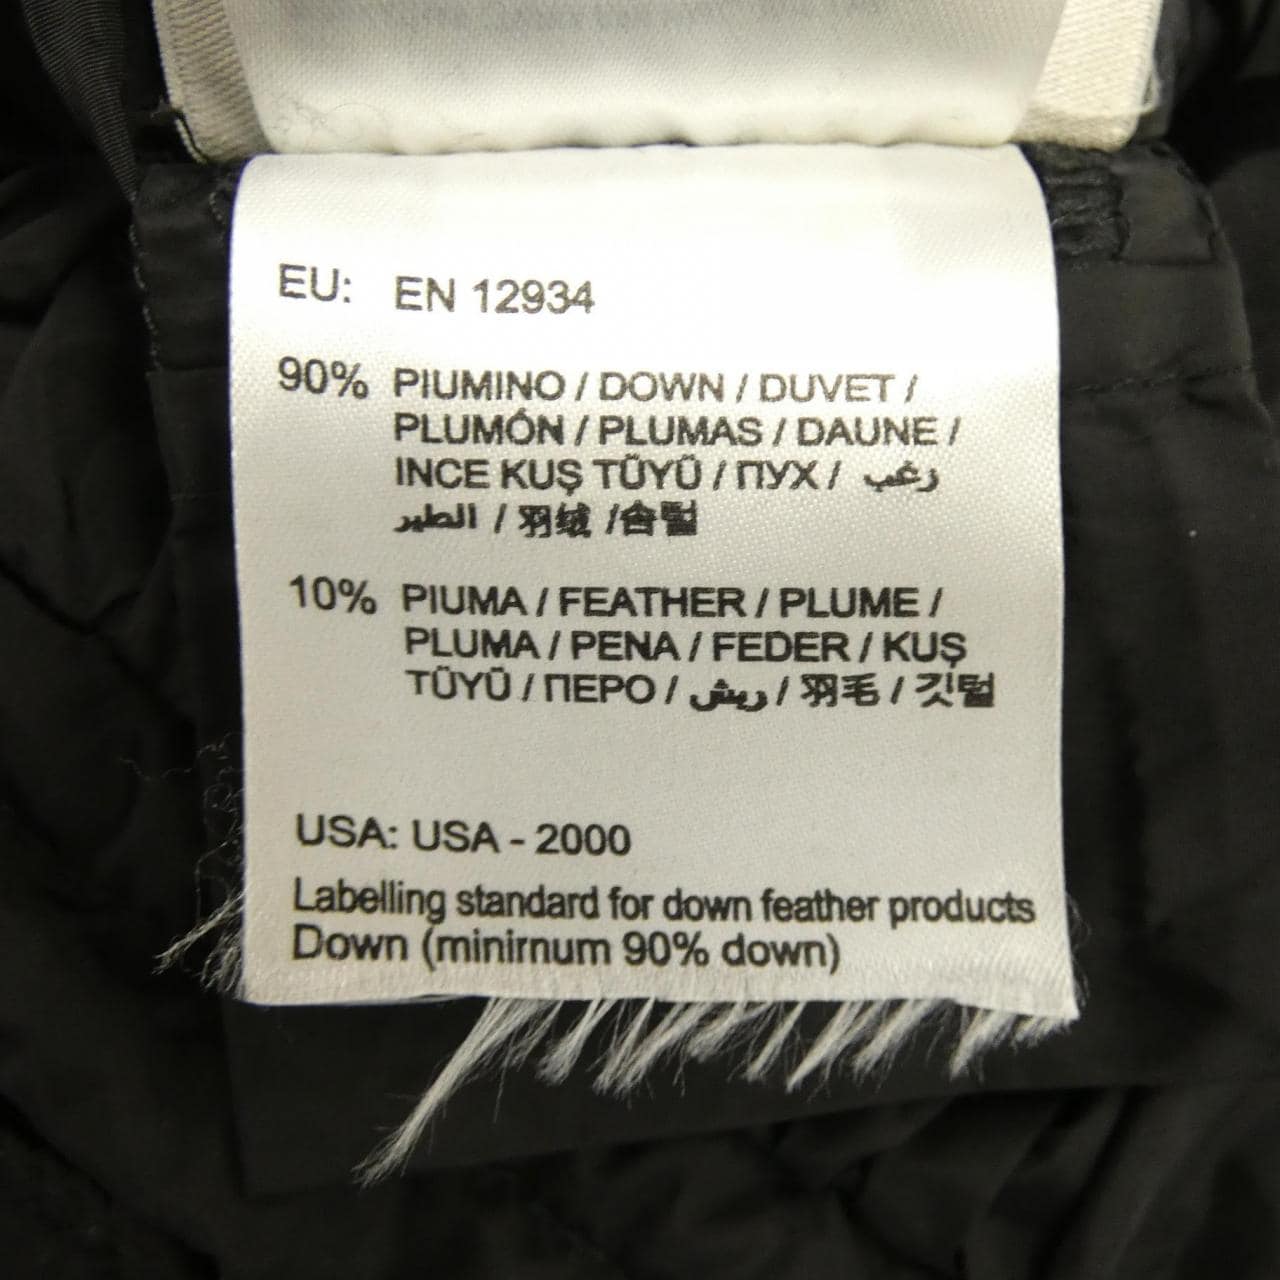 EU: EN 12934
90% PIUMINO / DOWN / DUVET /
PLUMÓN / PLUMAS / DAUNE /
INCE KUŞ TÜYÜ / ПУХ / زغب
الطير / 羽绒 /솜털
10% PIUMA / FEATHER / PLUME /
PLUMA / PENA / FEDER / KUŞ
TÜYÜ / ПЕРО / ريش / 羽毛 / 깃털
USA: USA - 2000
Labelling standard for down feather products
Down (minirnum 90% down)